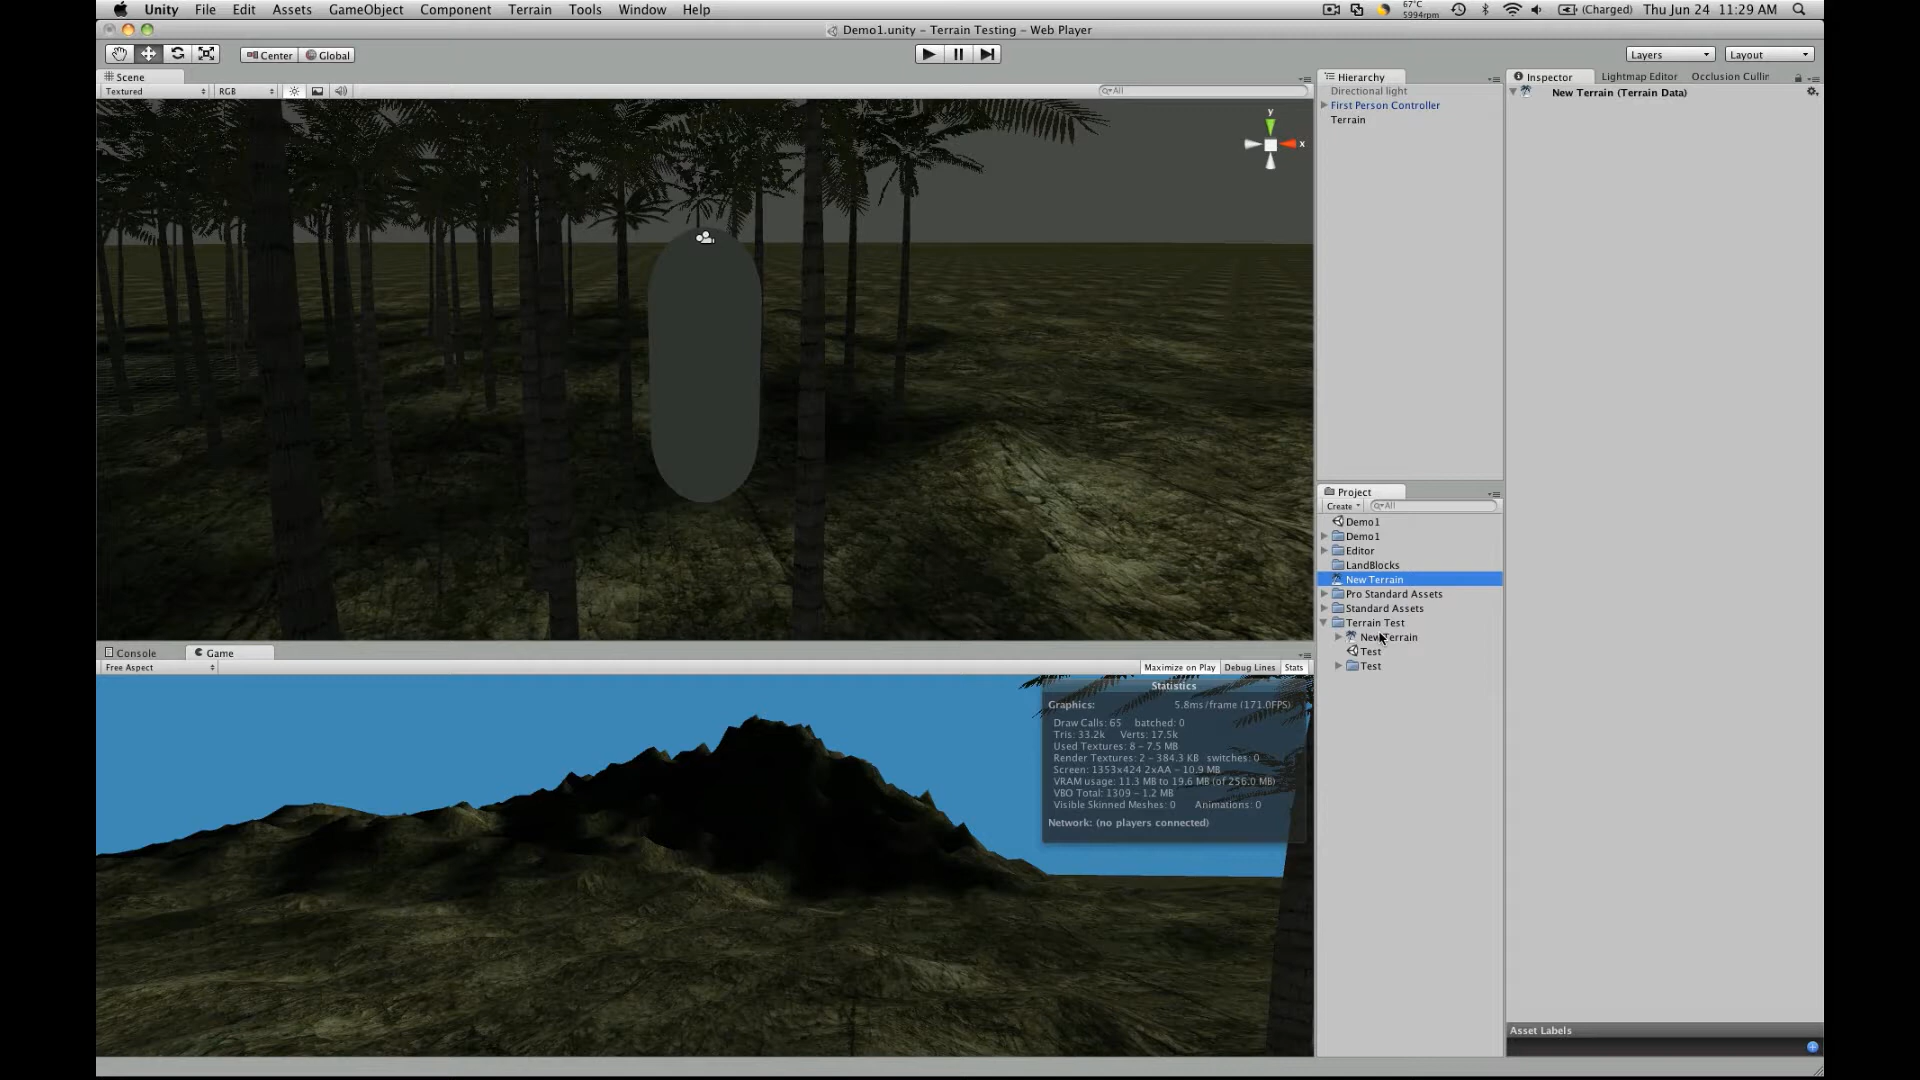 Unity File Edit Assets GameObject Component Terrain Tools Window Help 67°C 5994rpm (Charged) Thu Jun 24 11:29 AM
Demo1.unity – Terrain Testing – Web Player
Center Global Layers Layout
Scene
Textured RGB All
y
x
Hierarchy
Directional light
First Person Controller
Terrain
Inspector Lightmap Editor Occlusion Cullin
New Terrain (Terrain Data)
Project
Create All
Demo1
Demo1
Editor
LandBlocks
New Terrain
Pro Standard Assets
Standard Assets
Terrain Test
New Terrain
Test
Test
Console Game
Free Aspect Maximize on Play Debug Lines Stats
Statistics
Graphics: 5.8ms/frame (171.0FPS)
Draw Calls: 65 batched: 0
Tris: 33.2k Verts: 17.5k
Used Textures: 8 – 7.5 MB
Render Textures: 2 – 384.3 KB switches: 0
Screen: 1353x424 2xAA – 10.9 MB
VRAM usage: 11.3 MB to 19.6 MB (of 256.0 MB)
VBO Total: 1309 – 1.2 MB
Visible Skinned Meshes: 0 Animations: 0
Network: (no players connected)
Asset Labels